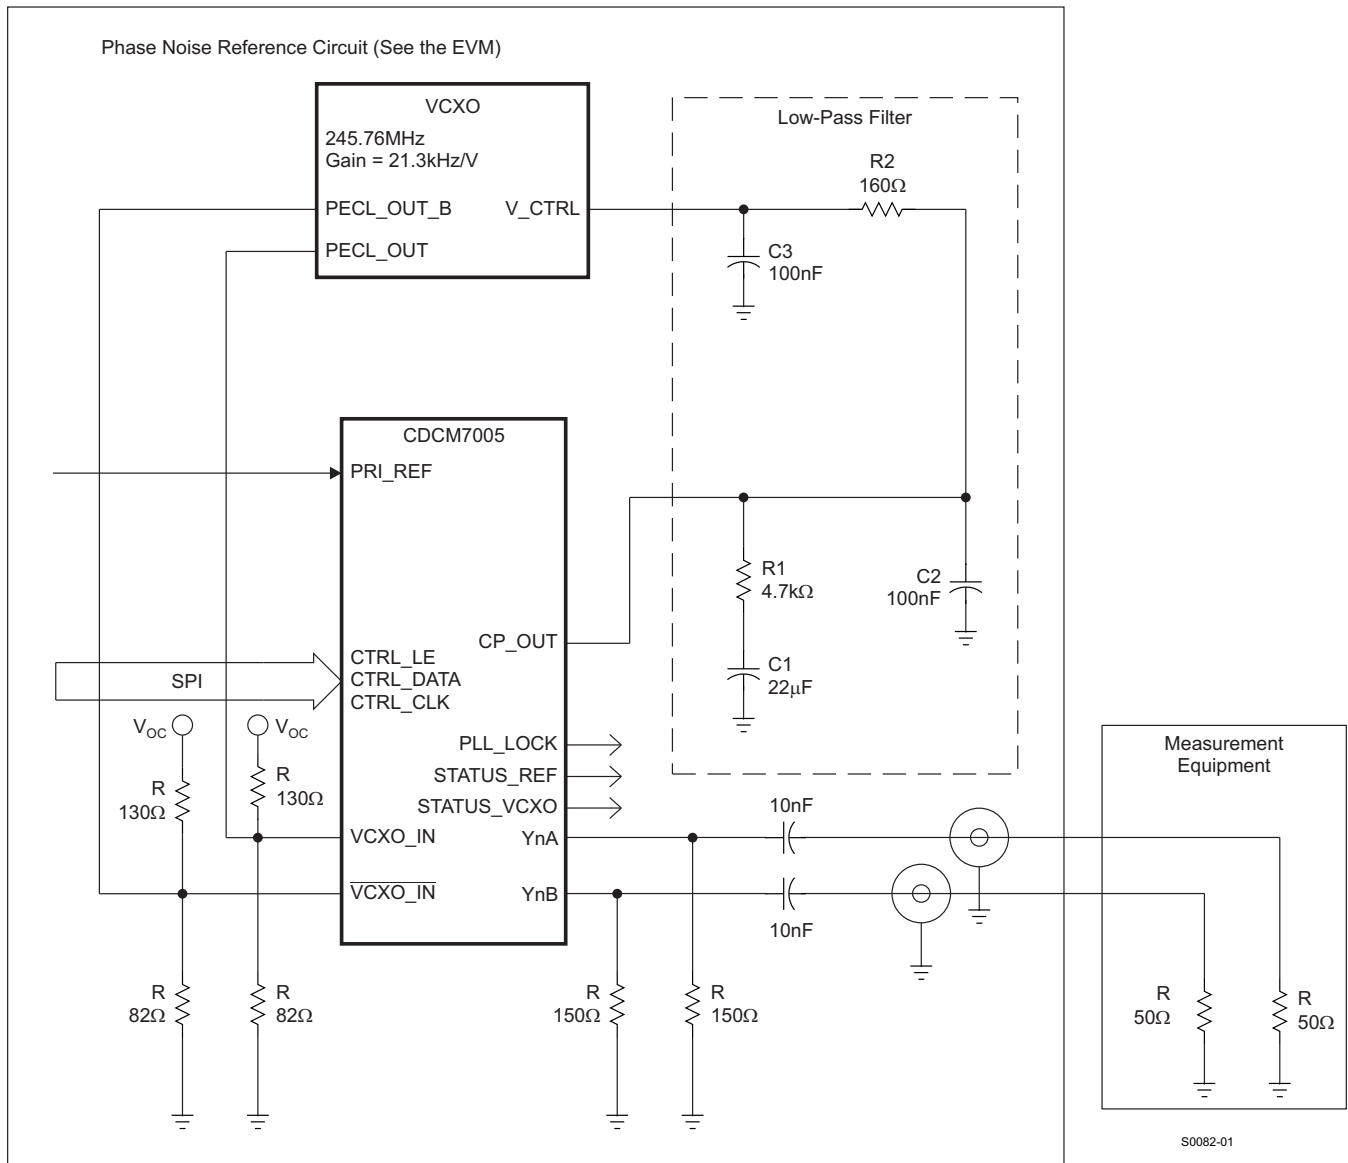 Phase Noise Reference Circuit (See the EVM)
VCXO
245.76MHz
Gain = 21.3kHz/V
PECL_OUT_B
V_CTRL
PECL_OUT
Low-Pass Filter
R2
160Ω
C3
100nF
CDCM7005
PRI_REF
R1
4.7kΩ
C2
100nF
CP_OUT
CTRL_LE
CTRL_DATA
CTRL_CLK
SPI
C1
22μF
VOC
VOC
R
130Ω
R
130Ω
PLL_LOCK
STATUS_REF
STATUS_VCXO
VCXO_IN
YnA
VCXO_IN
YnB
10nF
10nF
Measurement
Equipment
R
82Ω
R
82Ω
R
150Ω
R
150Ω
R
50Ω
R
50Ω
S0082-01